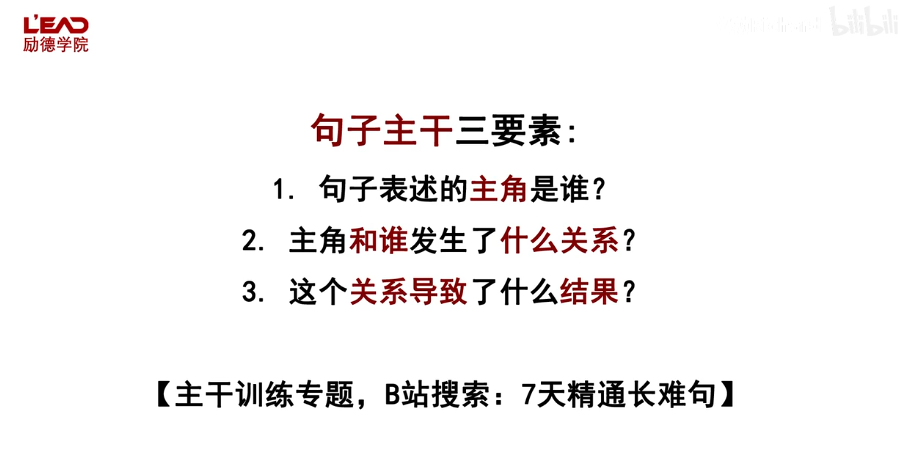 L'EAD
励德学院
bilibili
句子主干三要素:
1. 句子表述的主角是谁?
2. 主角和谁发生了什么关系?
3. 这个关系导致了什么结果?
【主干训练专题，B站搜索: 7天精通长难句】